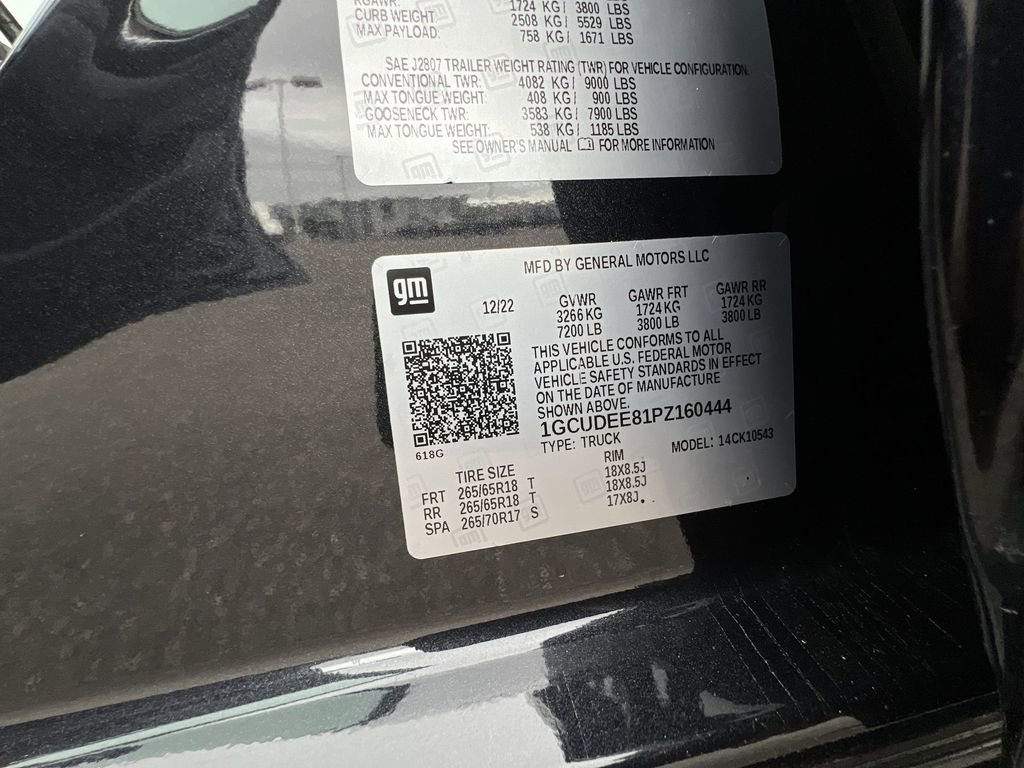 RGAWR: 1724 KG/ 3800 LBS
CURB WEIGHT: 2508 KG/ 5529 LBS
MAX PAYLOAD: 758 KG/ 1671 LBS
SAE J2807 TRAILER WEIGHT RATING (TWR) FOR VEHICLE CONFIGURATION.
CONVENTIONAL TWR: 4082 KG/ 9000 LBS
MAX TONGUE WEIGHT: 408 KG/ 900 LBS
GOOSENECK TWR: 3583 KG/ 7900 LBS
MAX TONGUE WEIGHT: 538 KG/ 1185 LBS
SEE OWNER'S MANUAL FOR MORE INFORMATION
gm
MFD BY GENERAL MOTORS LLC
12/22 GVWR GAWR FRT GAWR RR
3266 KG 1724 KG 1724 KG
7200 LB 3800 LB 3800 LB
THIS VEHICLE CONFORMS TO ALL
APPLICABLE U.S. FEDERAL MOTOR
VEHICLE SAFETY STANDARDS IN EFFECT
ON THE DATE OF MANUFACTURE
SHOWN ABOVE.
1GCUDEE81PZ160444
618G
TYPE: TRUCK MODEL: 14CK10543
TIRE SIZE RIM
FRT 265/65R18 T 18X8.5J
RR 265/65R18 T 18X8.5J
SPA 265/70R17 S 17X8J